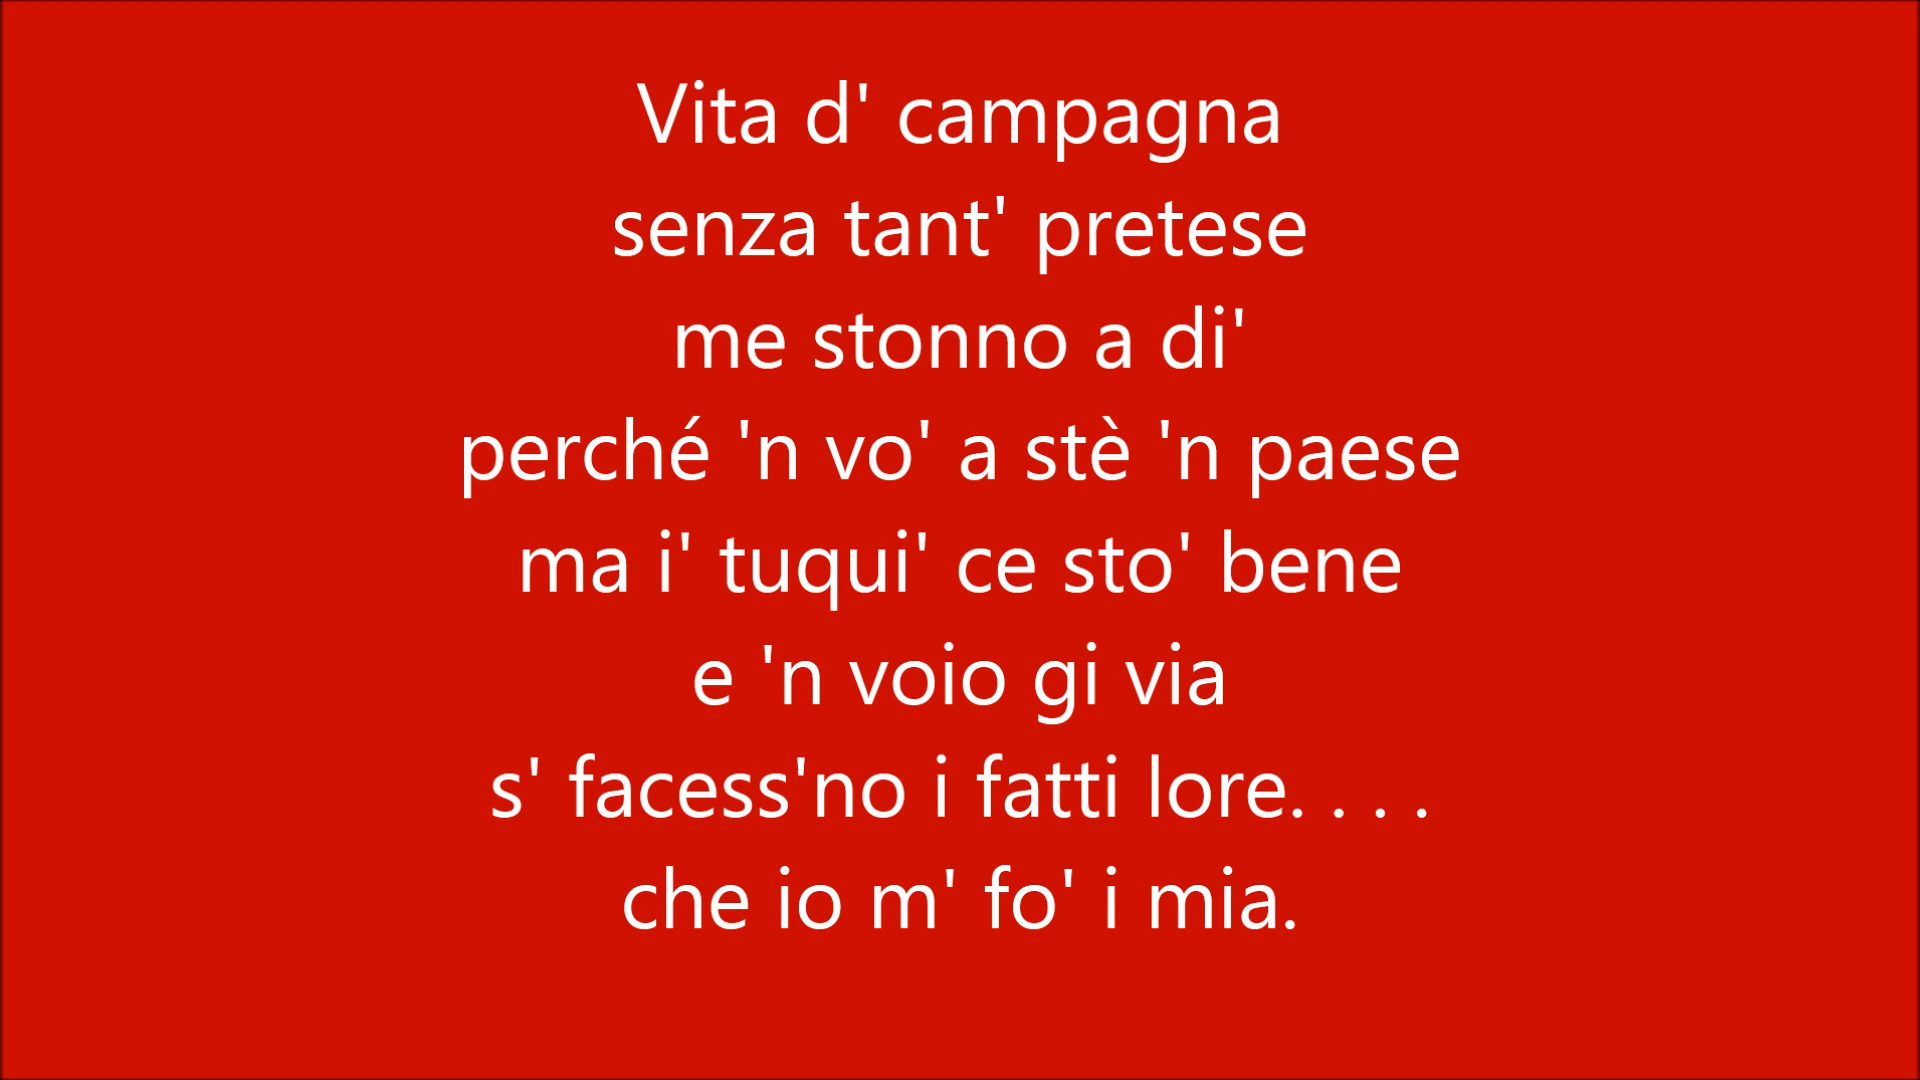 Vita d' campagna
senza tant' pretese
me stonno a di'
perché 'n vo' a stè 'n paese
ma i' tuqui' ce sto' bene
e 'n voio gi via
s' facess'no i fatti lore. . . .
che io m' fo' i mia.